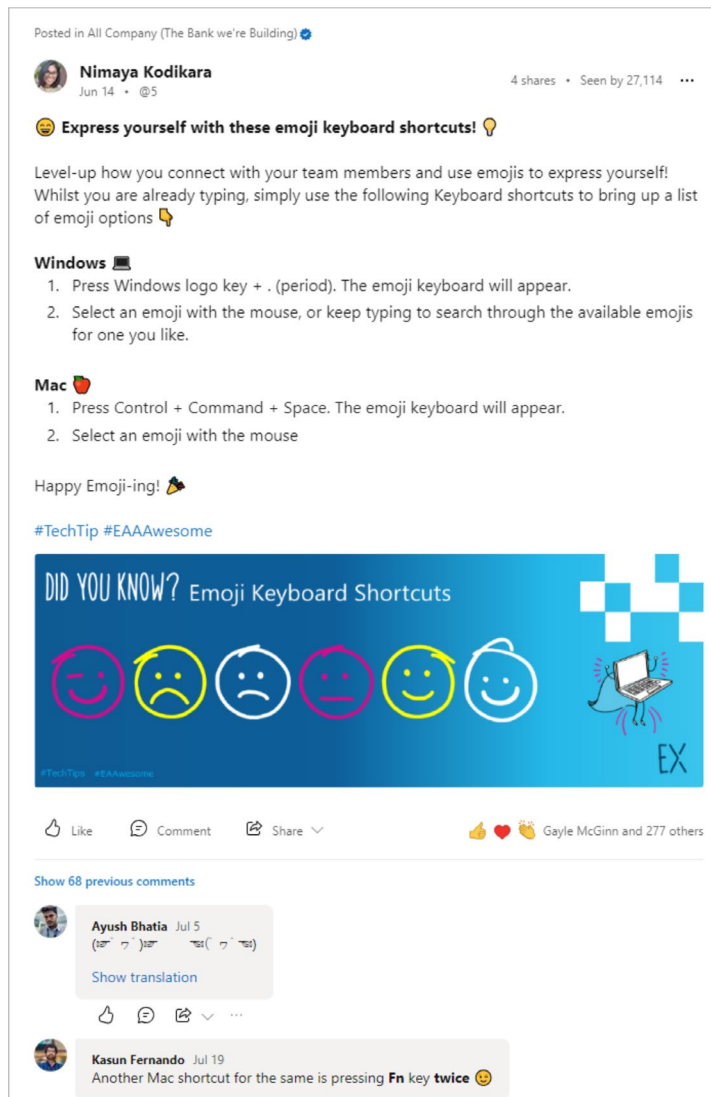 Posted in All Company (The Bank we're Building)
Nimaya Kodikara
Jun 14 • @5
4 shares • Seen by 27,114 •••
😄 Express yourself with these emoji keyboard shortcuts! 💡
Level-up how you connect with your team members and use emojis to express yourself!
Whilst you are already typing, simply use the following Keyboard shortcuts to bring up a list
of emoji options 👇
Windows 💻
1. Press Windows logo key + . (period). The emoji keyboard will appear.
2. Select an emoji with the mouse, or keep typing to search through the available emojis
for one you like.
Mac 🍎
1. Press Control + Command + Space. The emoji keyboard will appear.
2. Select an emoji with the mouse
Happy Emoji-ing! 🎉
#TechTip #EAAAwesome
DID YOU KNOW? Emoji Keyboard Shortcuts
EX
#TechTips #EAAwesome
Like Comment Share
👍 ❤️ 👏 Gayle McGinn and 277 others
Show 68 previous comments
Ayush Bhatia Jul 5
(☞ ͡ ヮ ͡ )☞ ☜( ͡ ヮ ͡ ☜)
Show translation
Kasun Fernando Jul 19
Another Mac shortcut for the same is pressing Fn key twice 😉